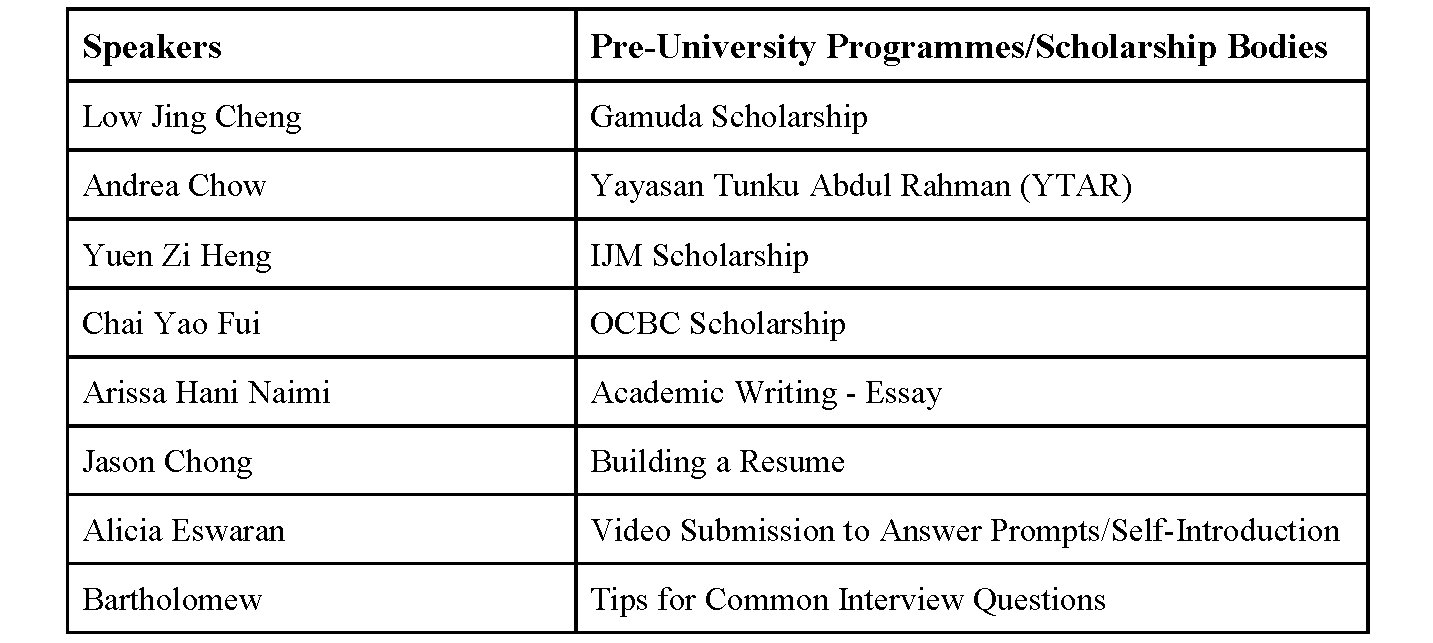 Speakers Pre-University Programmes/Scholarship Bodies
Low Jing Cheng Gamuda Scholarship
Andrea Chow Yayasan Tunku Abdul Rahman (YTAR)
Yuen Zi Heng IJM Scholarship
Chai Yao Fui OCBC Scholarship
Arissa Hani Naimi Academic Writing - Essay
Jason Chong Building a Resume
Alicia Eswaran Video Submission to Answer Prompts/Self-Introduction
Bartholomew Tips for Common Interview Questions